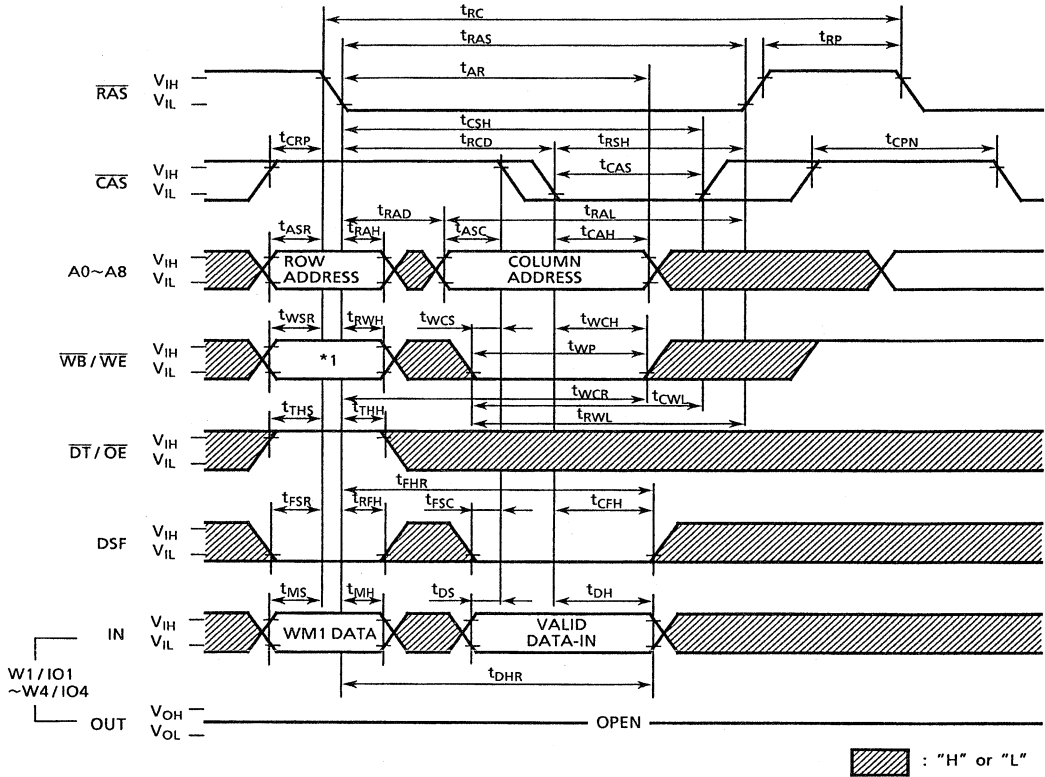 tRC
tRAS
tRP
tAR
RAS
VIH
VIL
tCSH
tCRP
tRCD
tRSH
tCPN
CAS
VIH
VIL
tCAS
tRAD
tRAL
tASR
tRAH
tASC
tCAH
A0~A8
VIH
VIL
ROW
ADDRESS
COLUMN
ADDRESS
tWSR
tRWH
tWCS
tWCH
WB / WE
VIH
VIL
*1
tWP
tWCR
tCWL
tRWL
tTHS
tTHH
DT / OE
VIH
VIL
tFHR
tFSR
tRFH
tFSC
tCFH
DSF
VIH
VIL
tMS
tMH
tDS
tDH
IN
VIH
VIL
WM1 DATA
VALID
DATA-IN
tDHR
W1 / IO1
~W4 / IO4
OUT
VOH
VOL
OPEN
: "H" or "L"